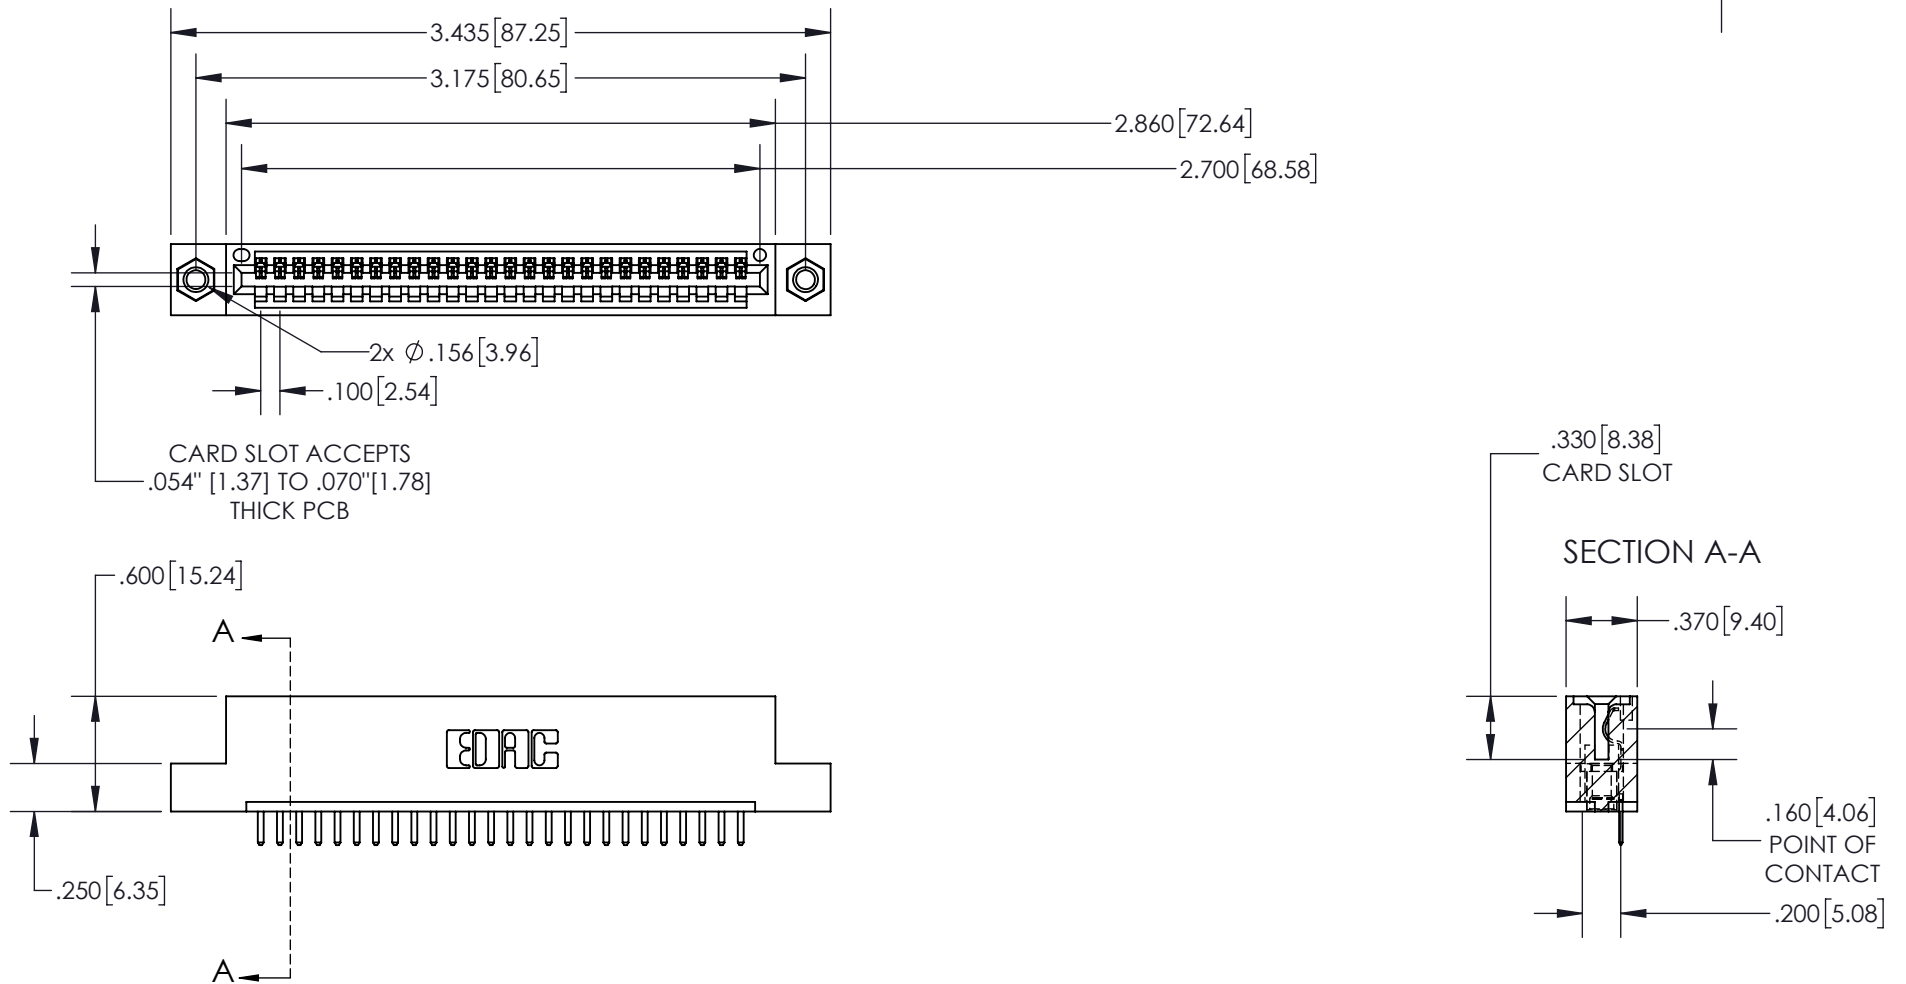 3.435[87.25]
3.175[80.65]
2.860[72.64]
2.700[68.58]
2x Ø.156[3.96]
.100[2.54]
CARD SLOT ACCEPTS
.054" [1.37] TO .070"[1.78]
THICK PCB
.330[8.38]
CARD SLOT
SECTION A-A
.600[15.24]
.370[9.40]
A
EDAC
.160[4.06]
POINT OF
CONTACT
.250[6.35]
.200[5.08]
A